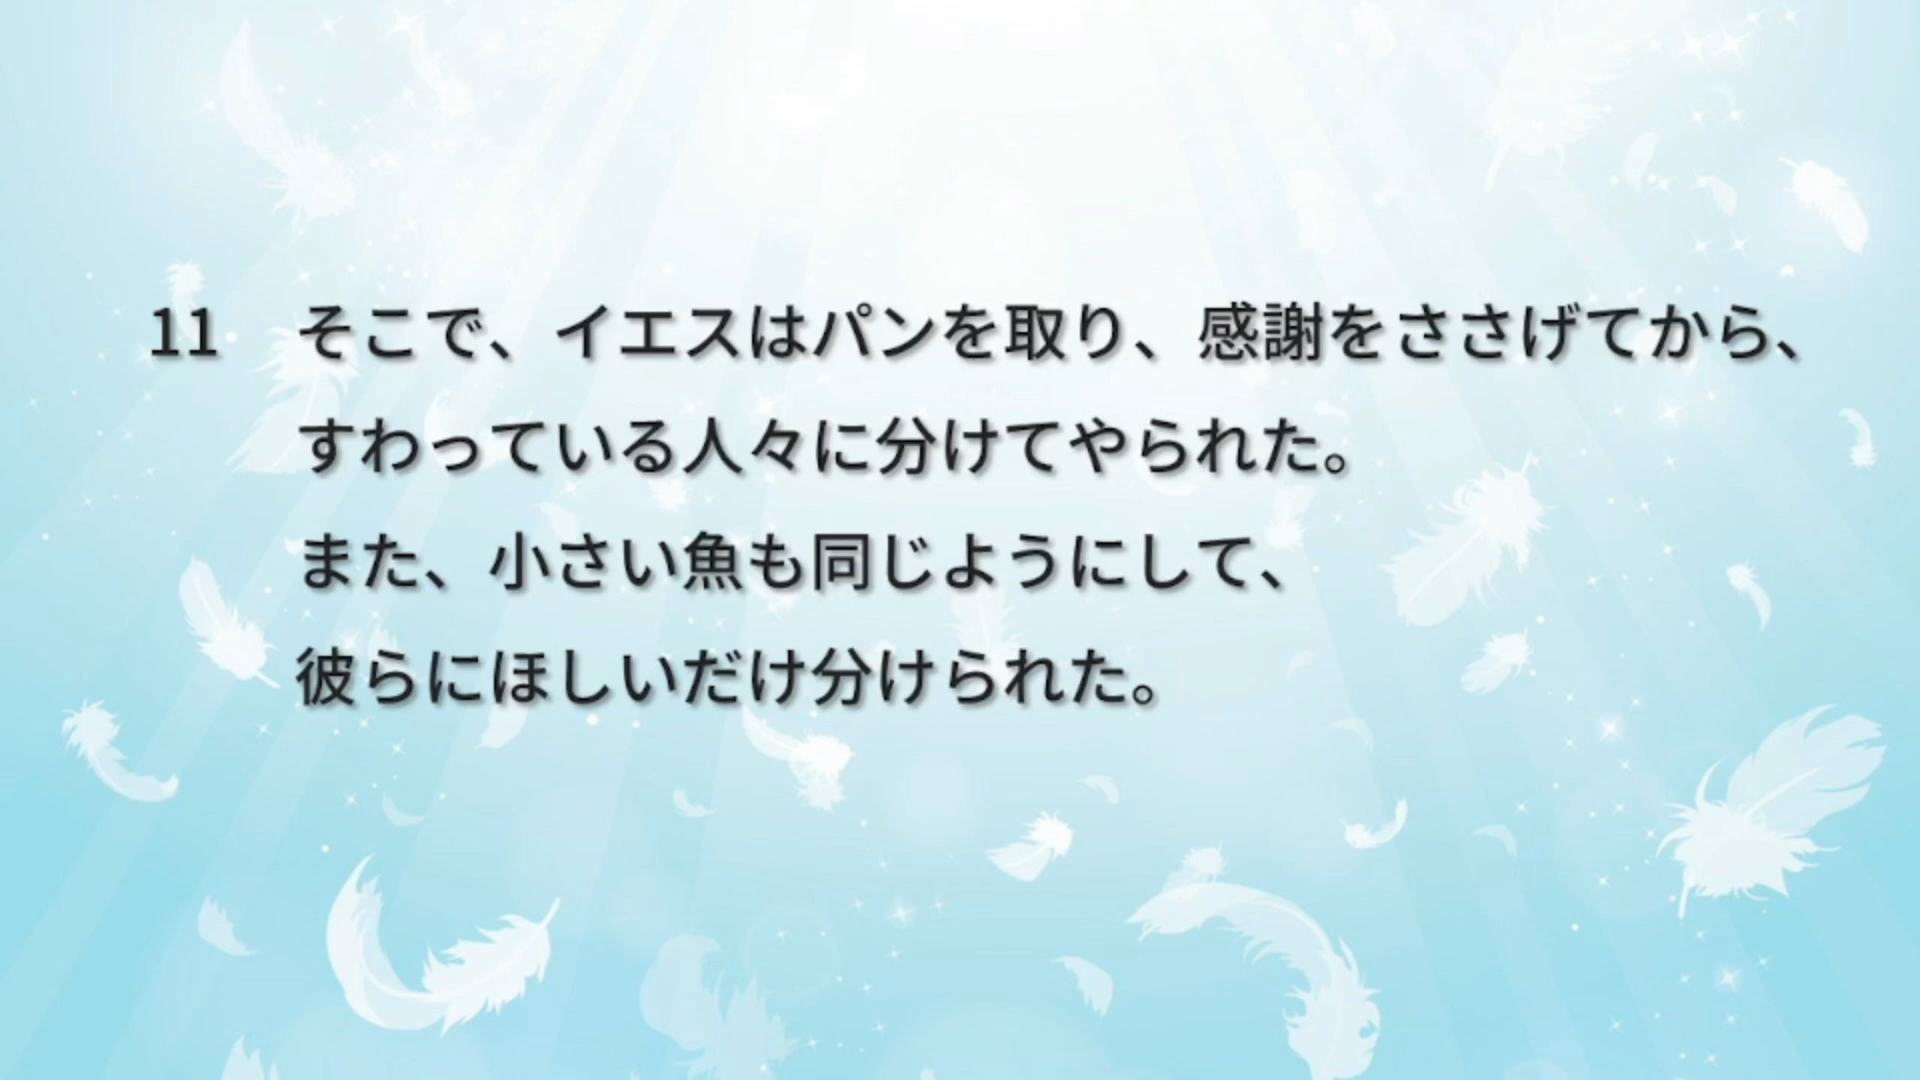 11 そこで、イエスはパンを取り、感謝をささげてから、
すわっている人々に分けてやられた。
また、小さい魚も同じようにして、
彼らにほしいだけ分けられた。